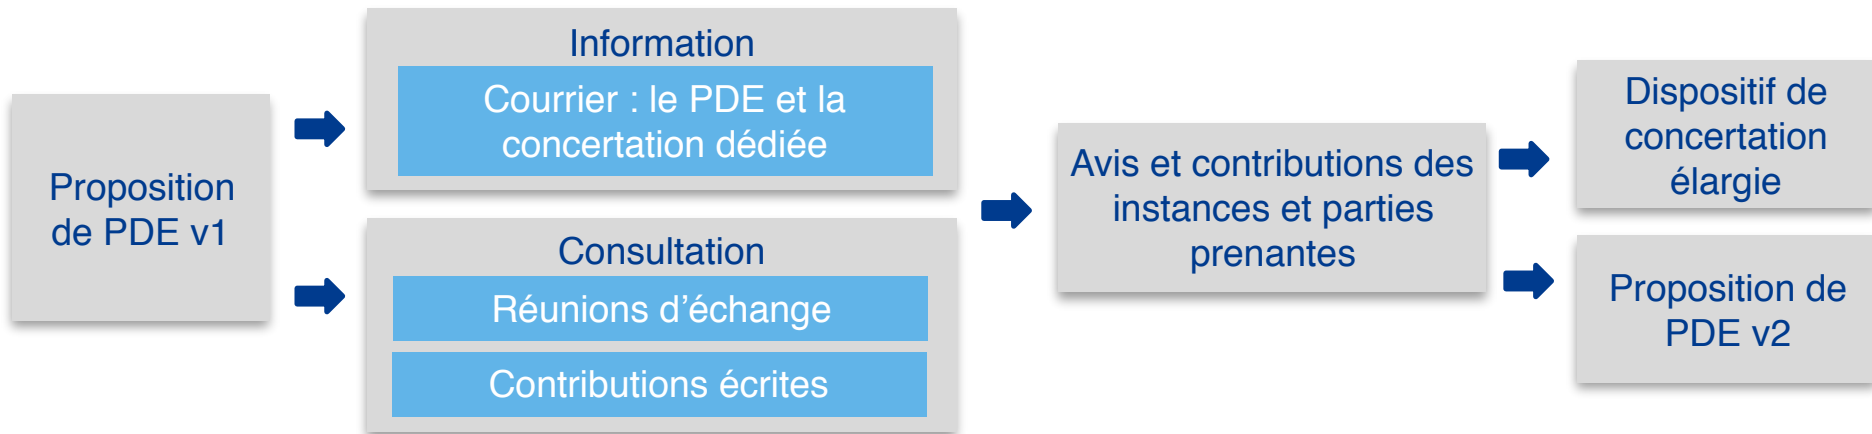 Proposition
de PDE v1
Information
Courrier : le PDE et la
concertation dédiée
Consultation
Réunions d’échange
Contributions écrites
Avis et contributions des
instances et parties
prenantes
Dispositif de
concertation
élargie
Proposition de
PDE v2